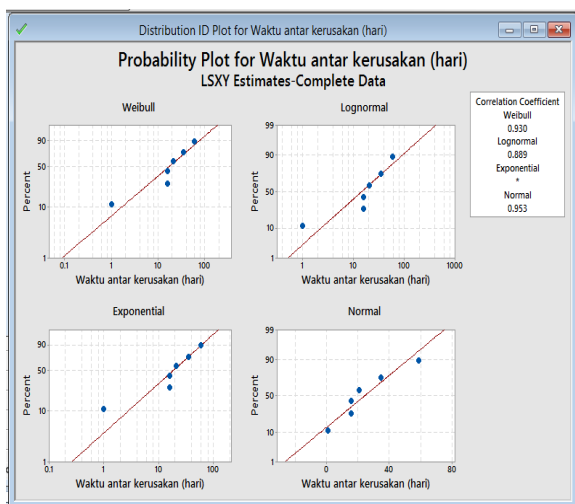 Distribution ID Plot for Waktu antar kerusakan (hari)
Probability Plot for Waktu antar kerusakan (hari)
LSXY Estimates-Complete Data
Weibull
Lognormal
Correlation Coefficient
Weibull
0.930
Lognormal
0.889
Exponential
*
Normal
0.953
Percent
90
50
10
1
0.1 1 10 100
Waktu antar kerusakan (hari)
Percent
99
90
50
10
1
1 10 100 1000
Waktu antar kerusakan (hari)
Exponential
Normal
Percent
90
50
10
1
0.1 1 10 100
Waktu antar kerusakan (hari)
Percent
99
90
50
10
1
0 40 80
Waktu antar kerusakan (hari)